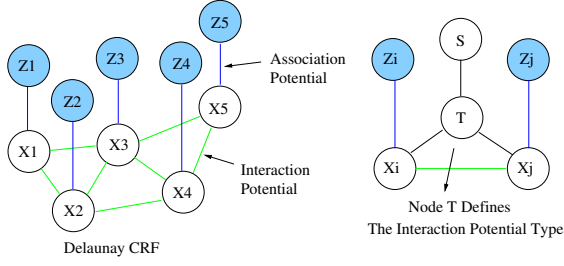 Z1
Z2
Z3
Z4
Z5
X1
X2
X3
X4
X5
Association
Potential
Interaction
Potential
Delaunay CRF
S
Zi
Zj
T
Xi
Xj
Node T Defines
The Interaction Potential Type